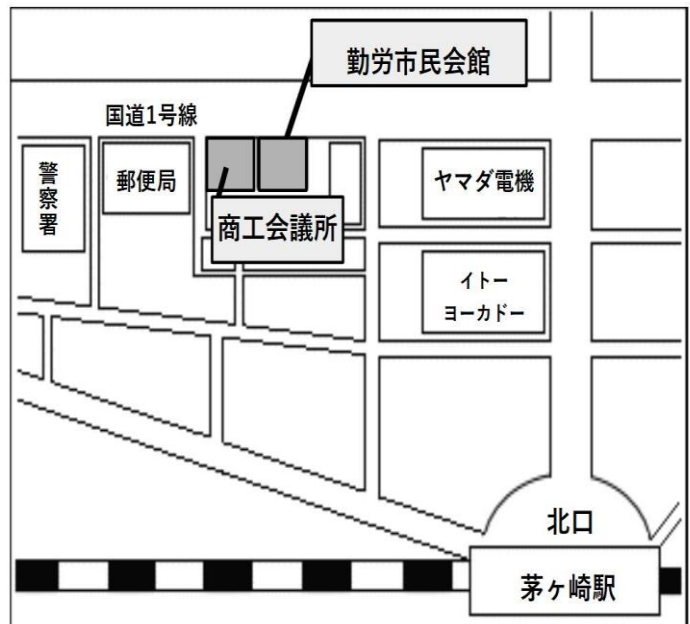 勤労市民会館
国道1号線
警察署
郵便局
ヤマダ電機
商工会議所
イトー
ヨーカドー
北口
茅ヶ崎駅